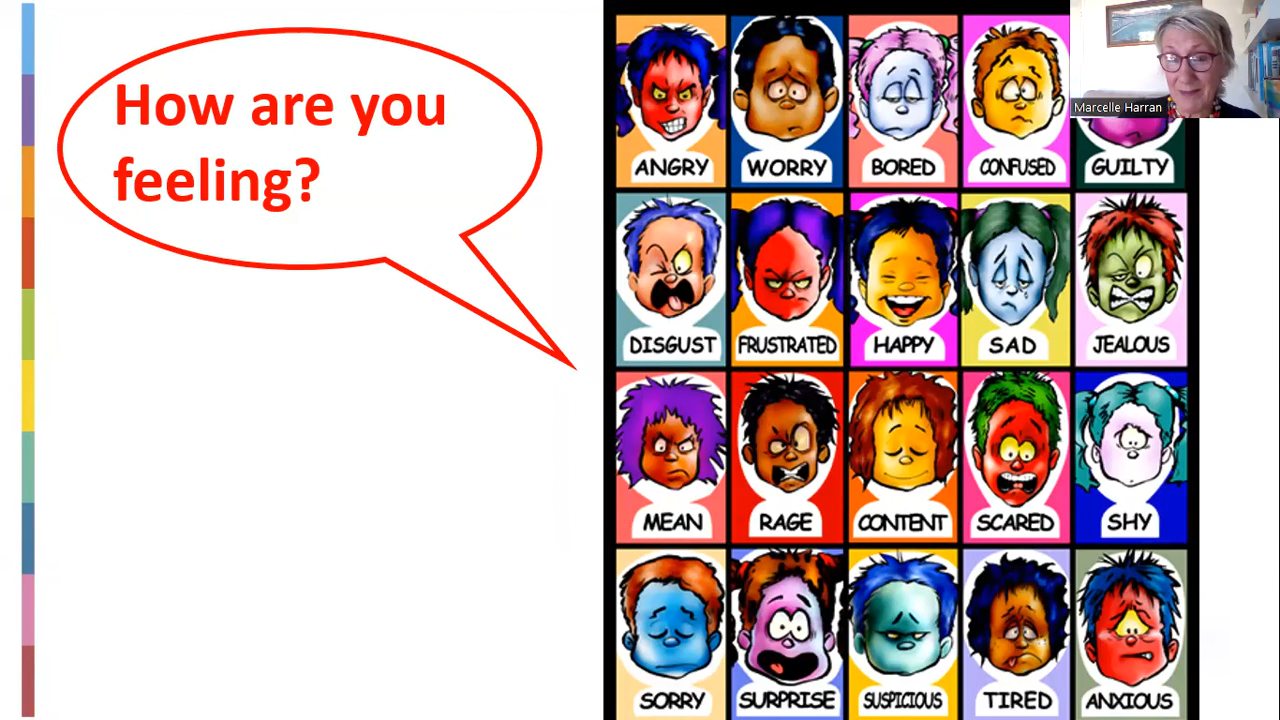 How are you
feeling?
Marcelle Harran
ANGRY WORRY BORED CONFUSED GUILTY
DISGUST FRUSTRATED HAPPY SAD JEALOUS
MEAN RAGE CONTENT SCARED SHY
SORRY SURPRISE SUSPICIOUS TIRED ANXIOUS